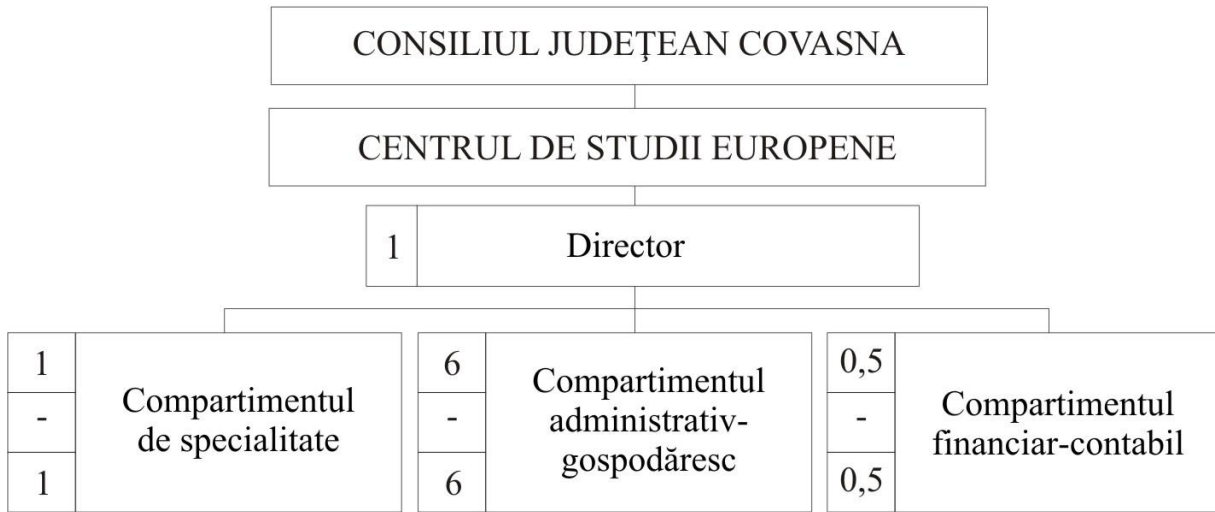 CONSILIUL JUDEŢEAN COVASNA
CENTRUL DE STUDII EUROPENE
1 Director
1
-
1
Compartimentul
de specialitate
6
-
6
Compartimentul
administrativ-
gospodăresc
0,5
-
0,5
Compartimentul
financiar-contabil